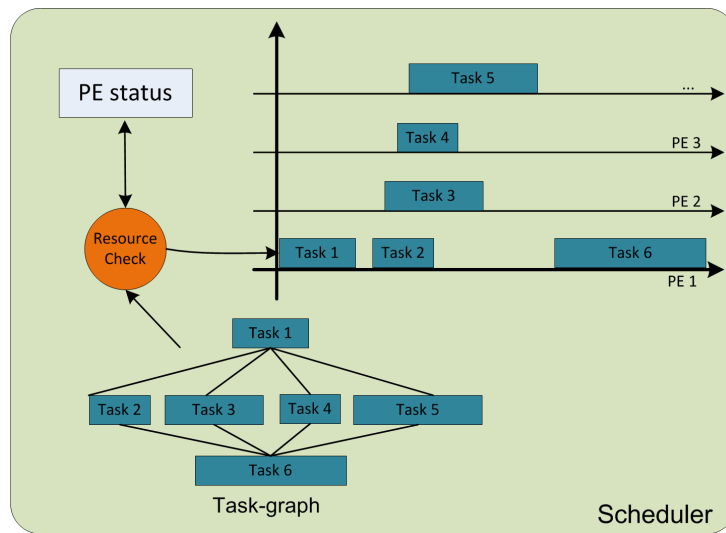 PE status
Task 5
...
Task 4
PE 3
Task 3
PE 2
Resource
Check
Task 1
Task 2
Task 6
PE 1
Task 1
Task 2
Task 3
Task 4
Task 5
Task 6
Task-graph
Scheduler